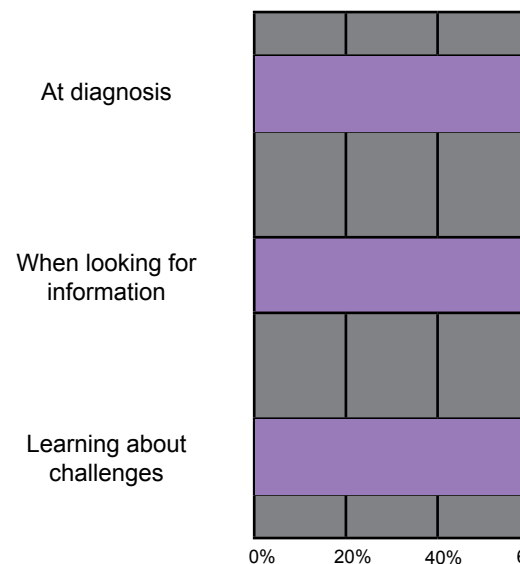 At diagnosis
When looking for
information
Learning about
challenges
0% 20% 40%